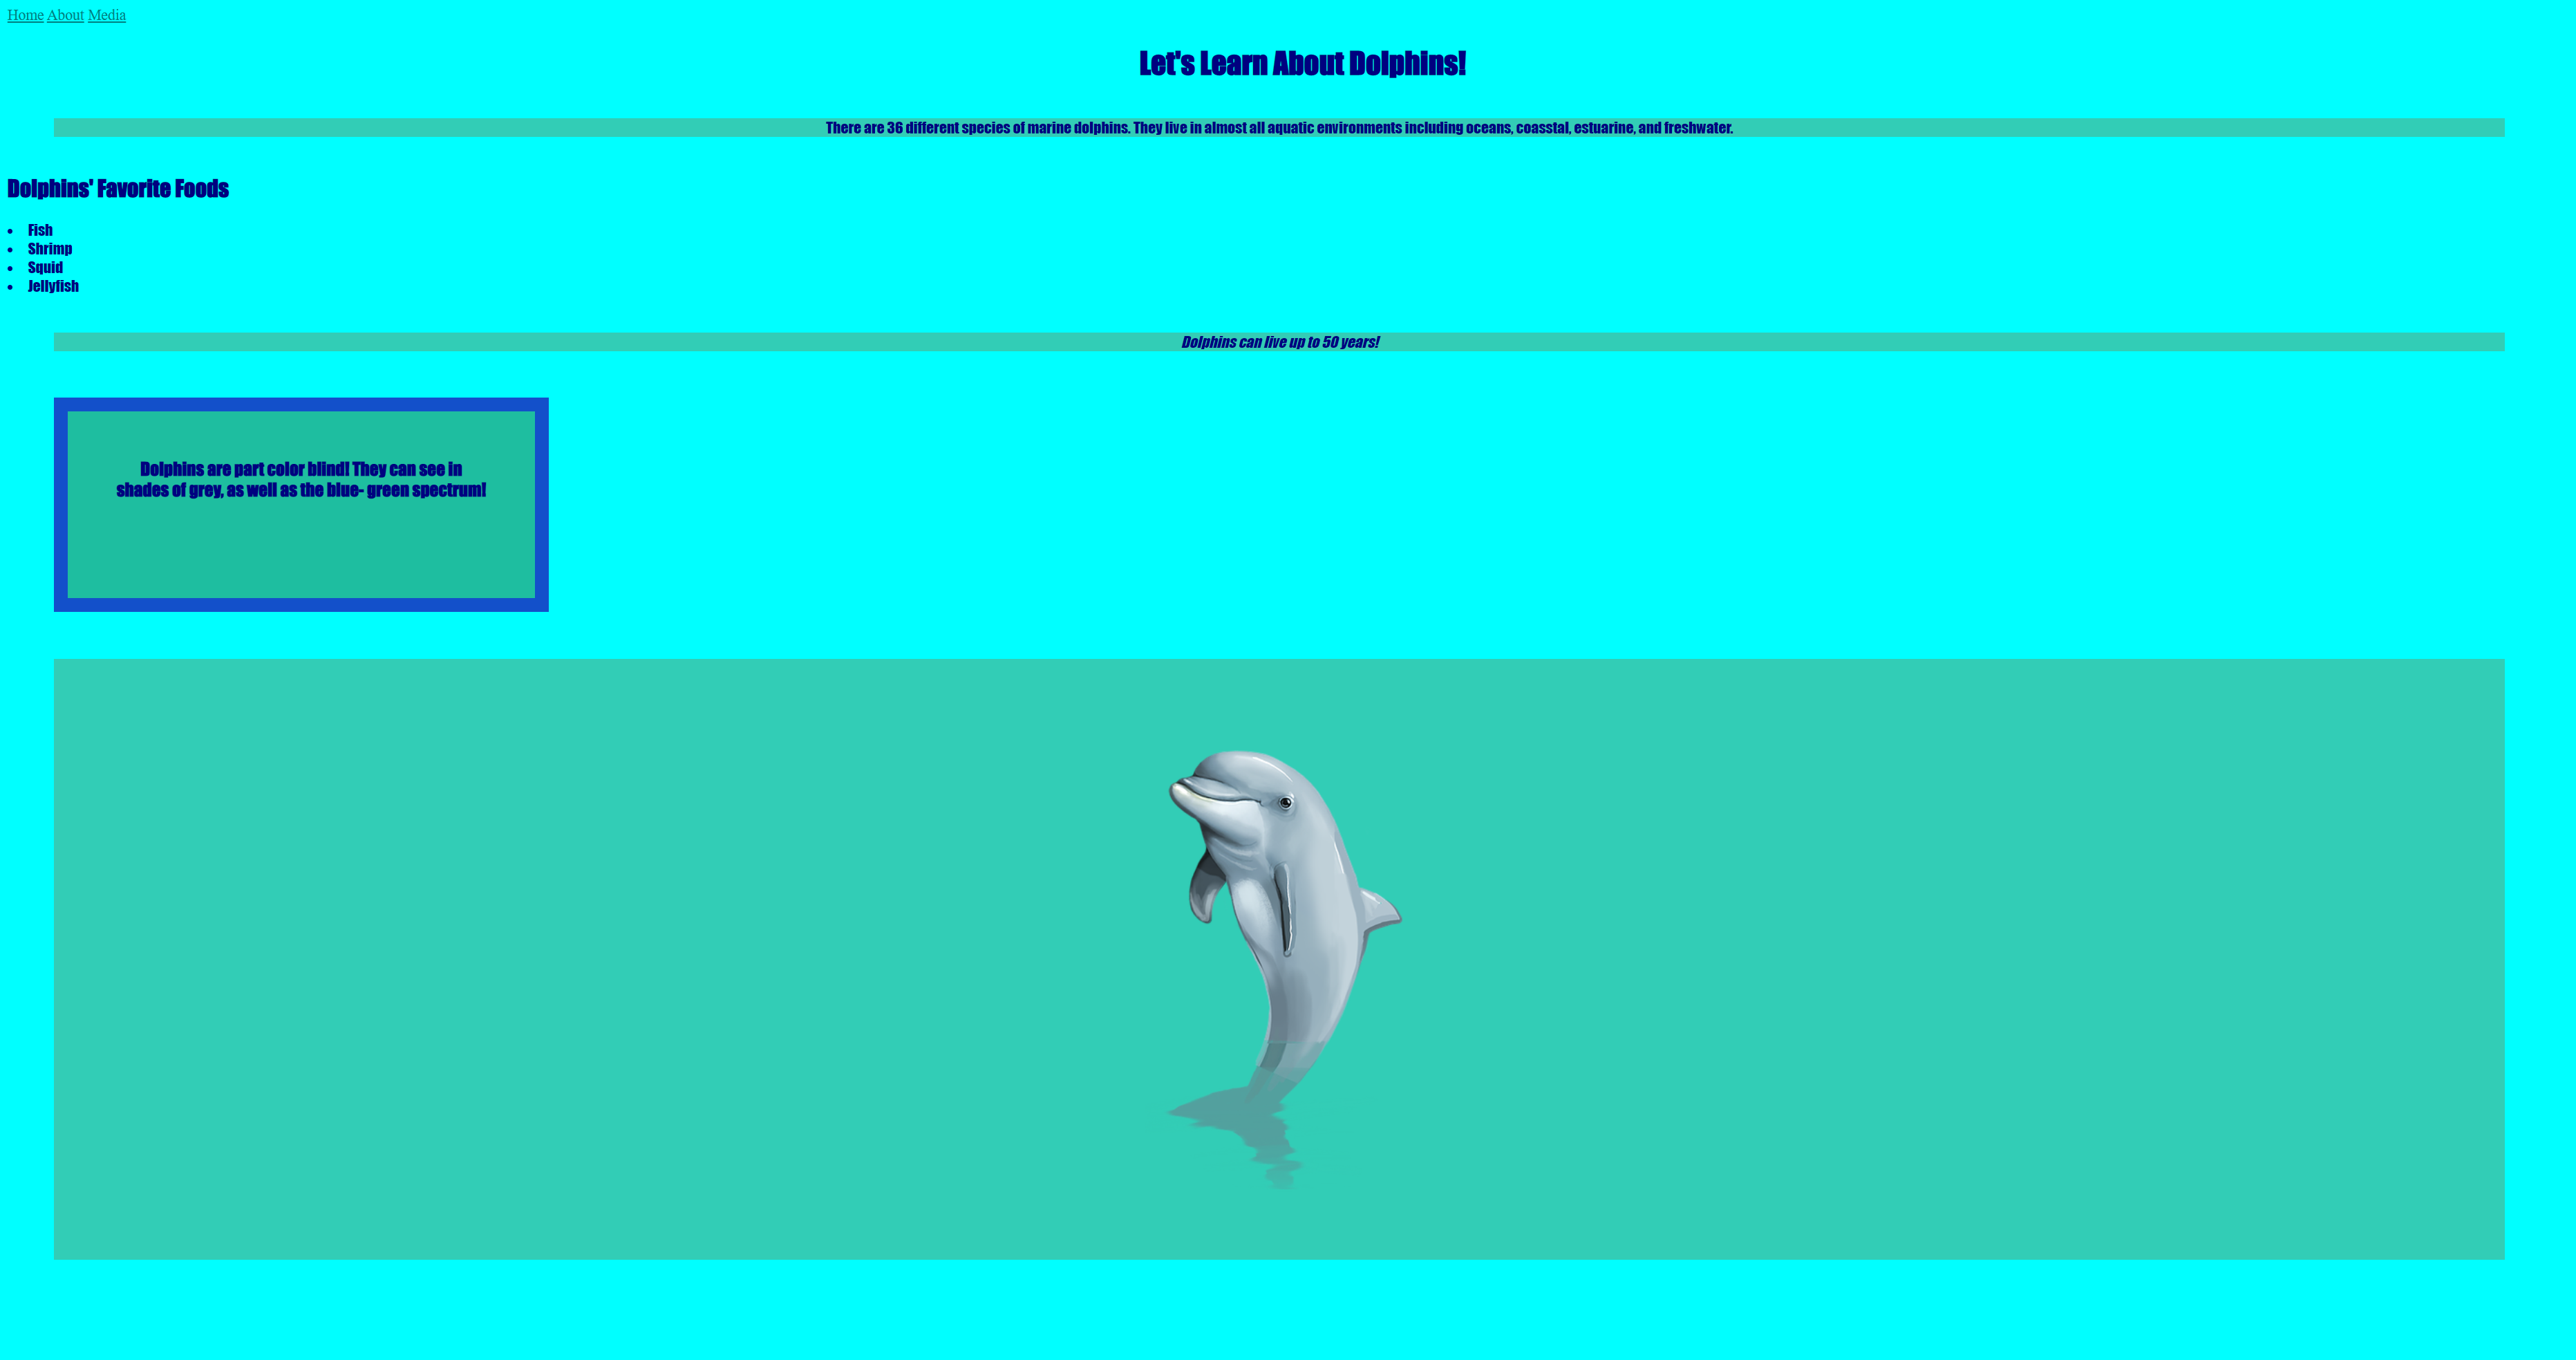 Home About Media
Let's Learn About Dolphins!
There are 36 different species of marine dolphins. They live in almost all aquatic environments including oceans, coasstal, estuarine, and freshwater.
Dolphins' Favorite Foods
• Fish
• Shrimp
• Squid
• Jellyfish
Dolphins can live up to 50 years!
Dolphins are part color blind! They can see in
shades of grey, as well as the blue- green spectrum!